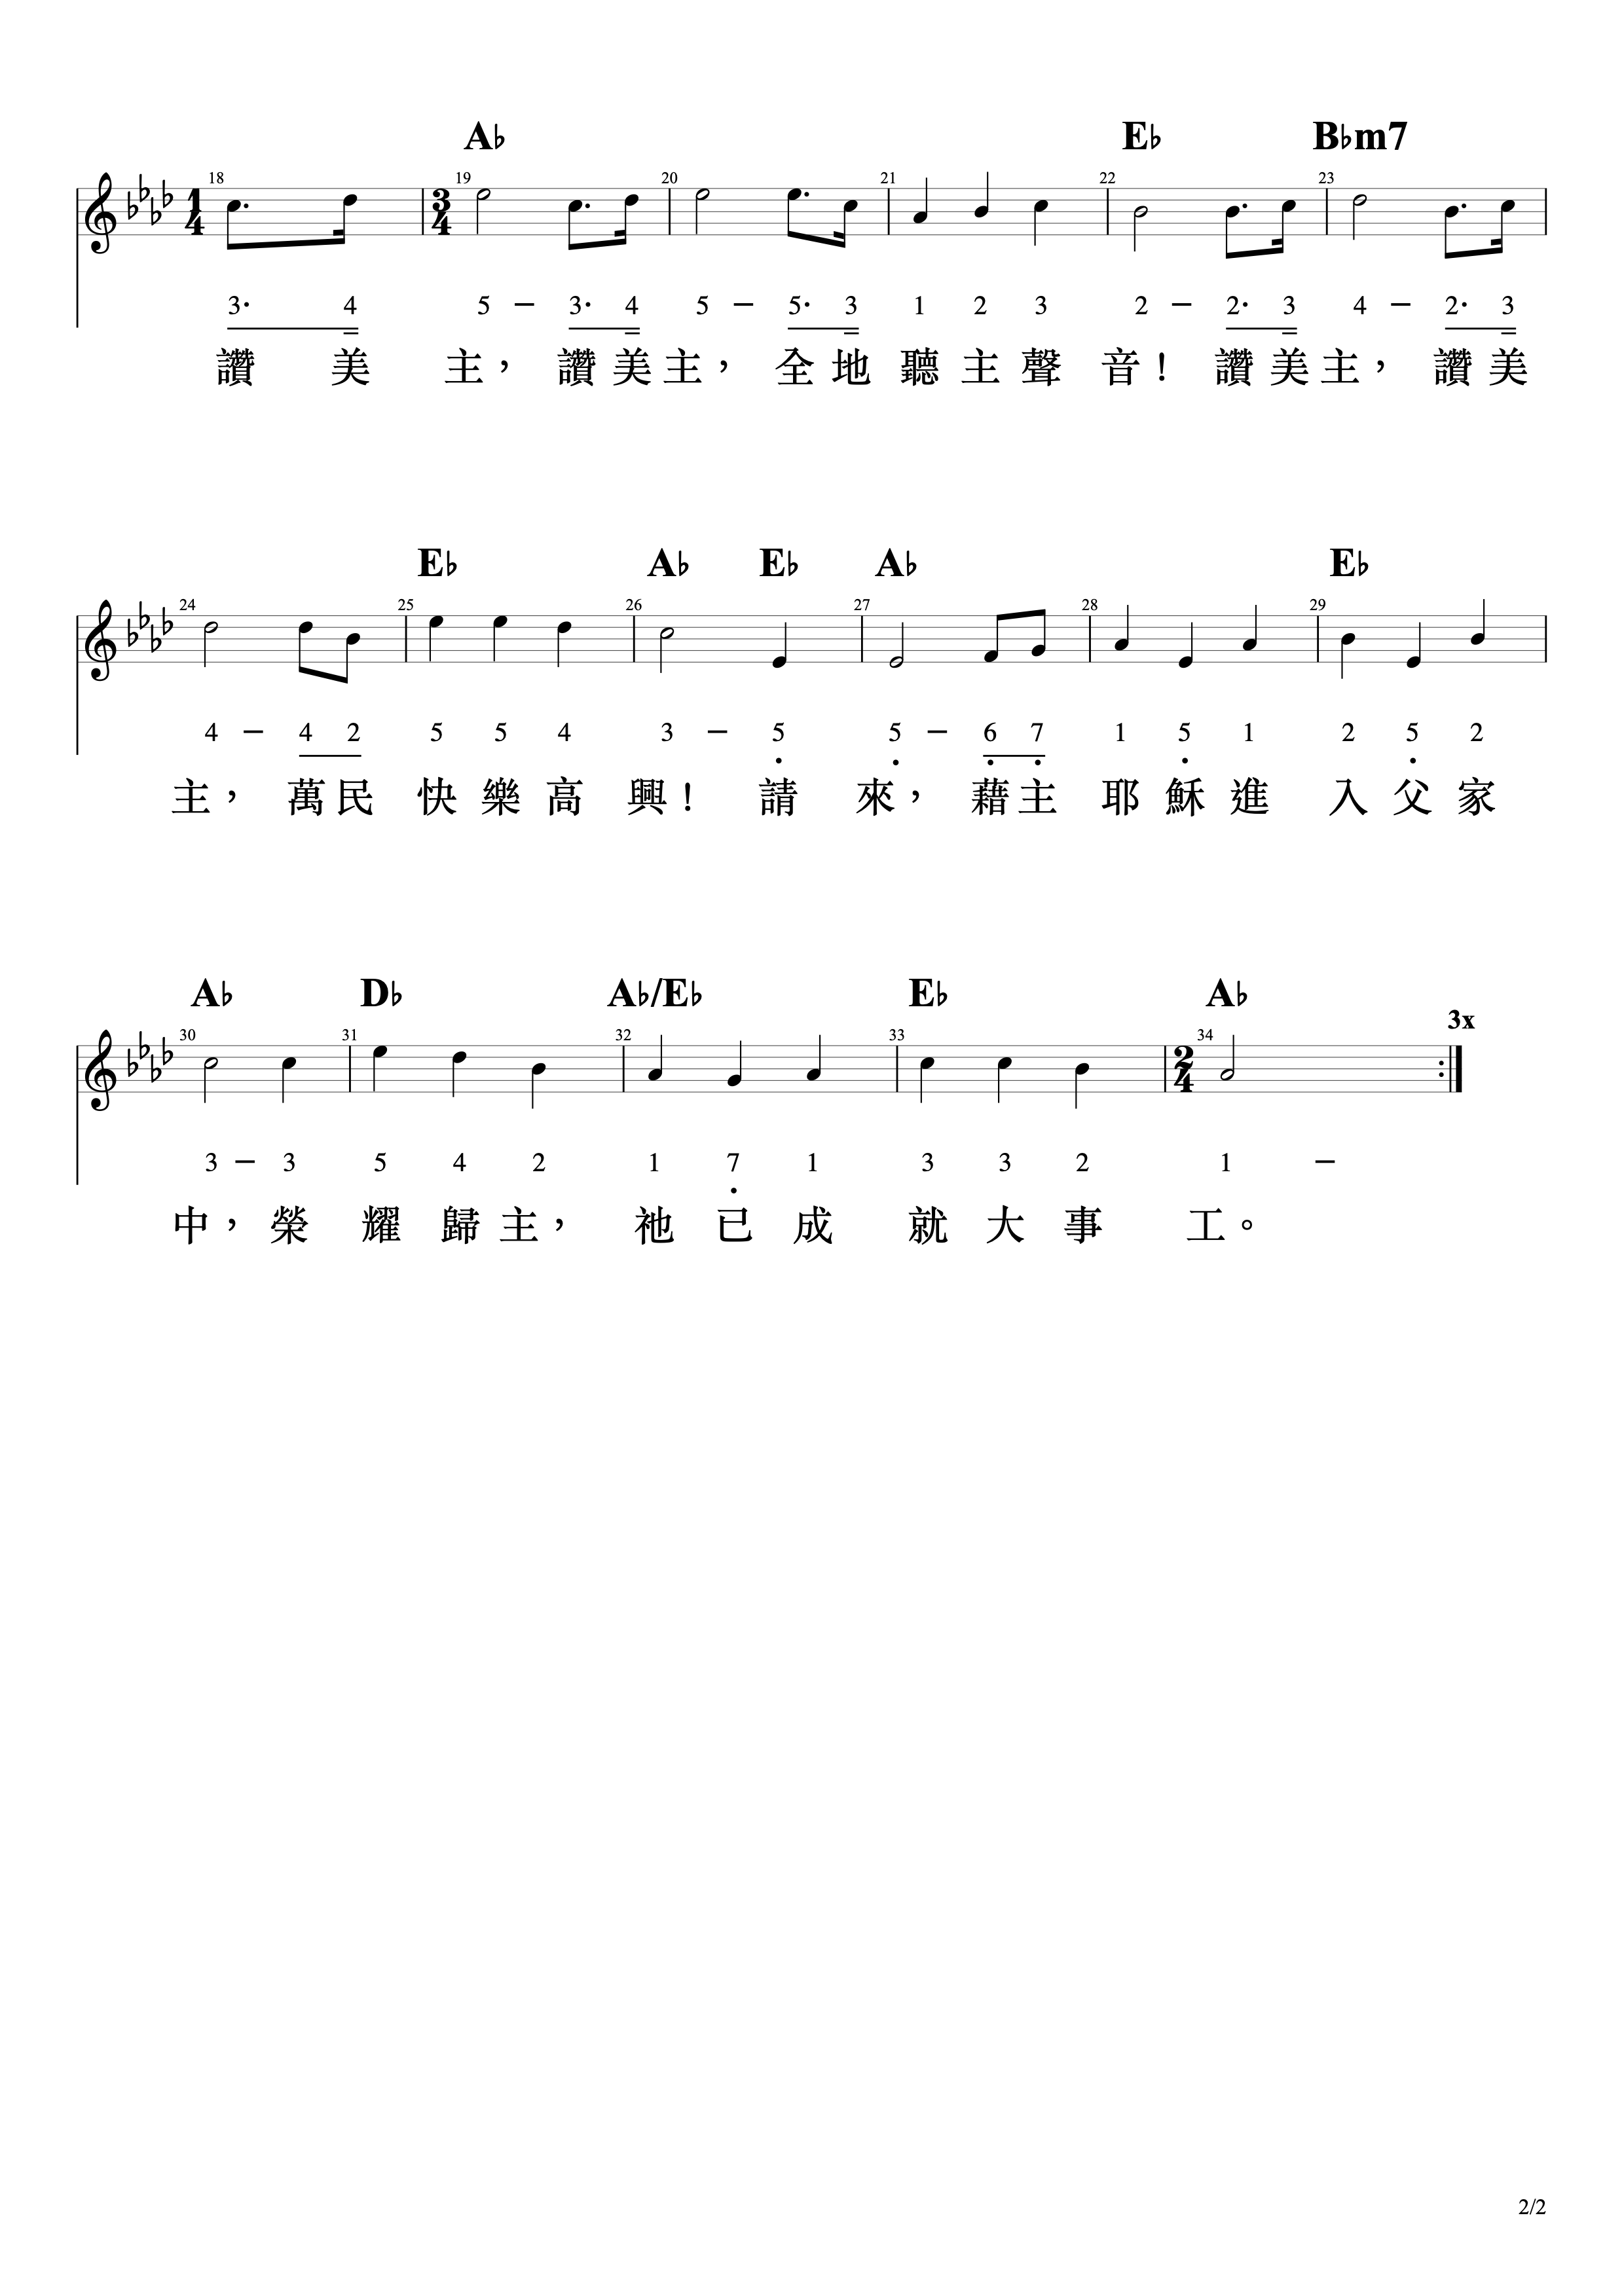 A♭ E♭ B♭m7
18 19 20 21 22 23
1/4 3/4
3· 4 5 – 3· 4 5 – 5· 3 1 2 3 2 – 2· 3 4 – 2· 3
讚 美 主, 讚 美 主, 全 地 聽 主 聲 音! 讚 美 主, 讚 美
E♭ A♭ E♭ A♭ E♭
24 25 26 27 28 29
4 – 4 2 5 5 4 3 – 5 5 – 6 7 1 5 1 2 5 2
主, 萬 民 快 樂 高 興! 請 來, 藉 主 耶 穌 進 入 父 家
A♭ D♭ A♭/E♭ E♭ A♭
3x
30 31 32 33 34
2/4
3 – 3 5 4 2 1 7 1 3 3 2 1 –
中, 榮 耀 歸 主, 祂 已 成 就 大 事 工。
2/2